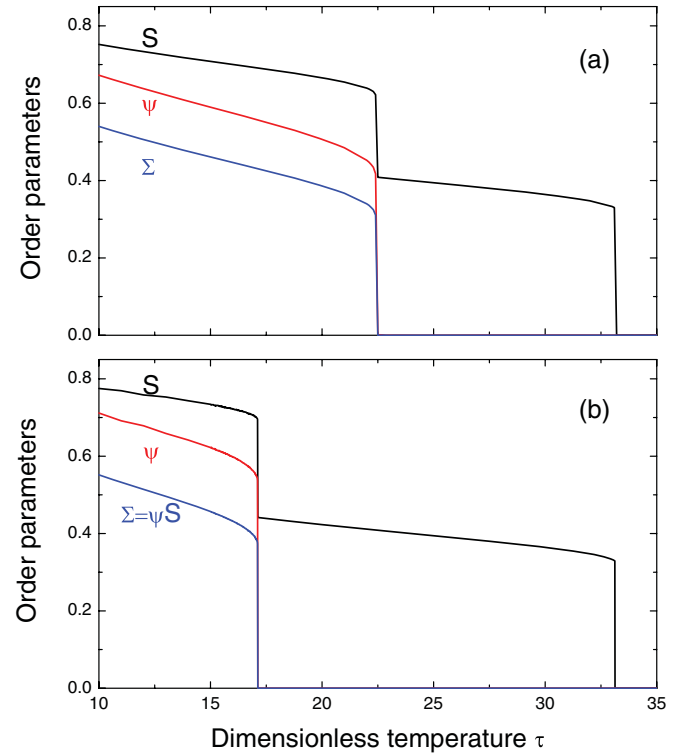 0.8
S
(a)
ψ
0.6
Σ
0.4
0.2
0.0
Order parameters
0.8
S
(b)
ψ
0.6
Σ=ψS
0.4
0.2
0.0
Order parameters
10 15 20 25 30 35
Dimensionless temperature τ